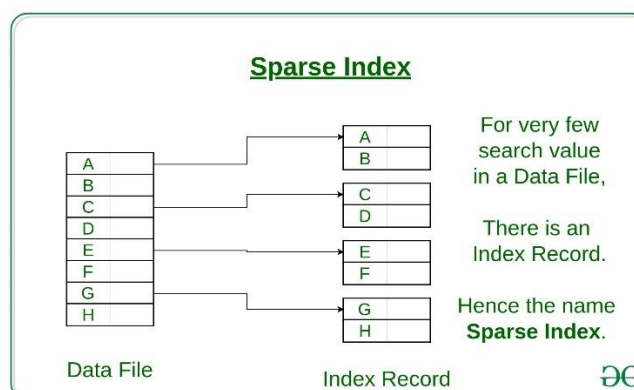 Sparse Index
A
B
C
D
E
F
G
H
Data File
A
B
C
D
E
F
G
H
Index Record
For very few
search value
in a Data File,
There is an
Index Record.
Hence the name
Sparse Index.